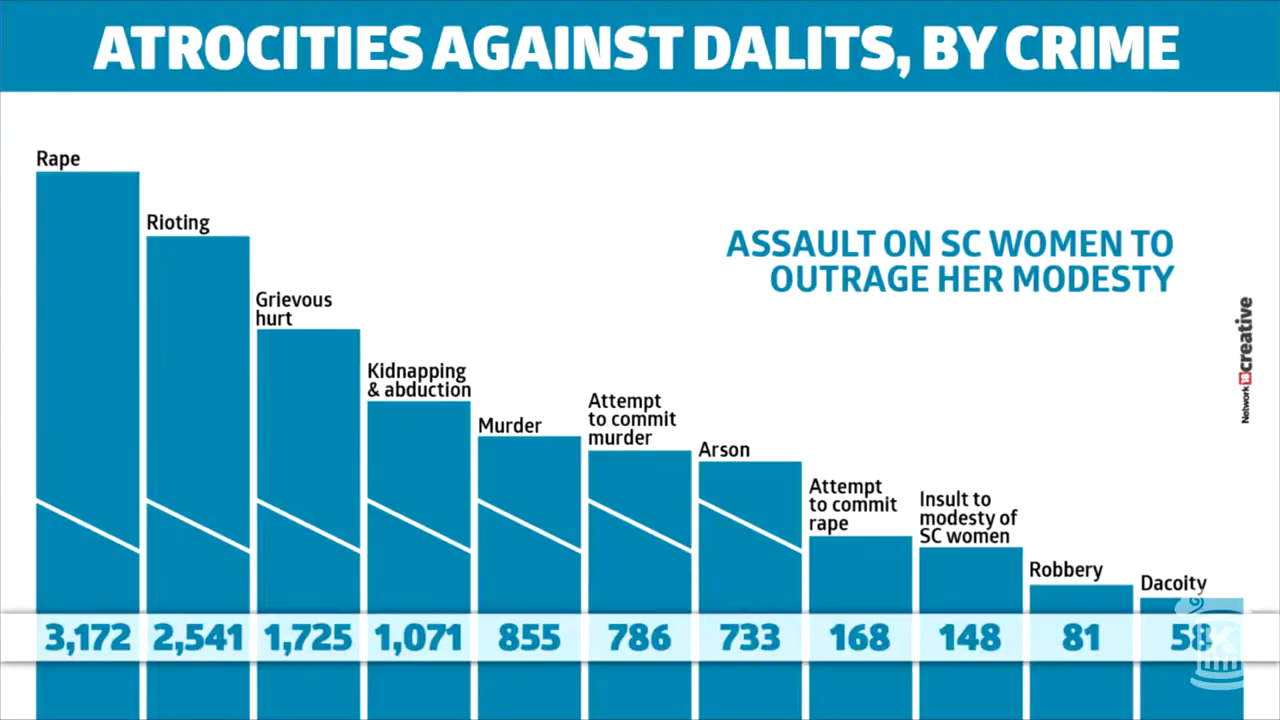 ATROCITIES AGAINST DALITS, BY CRIME
Rape
Rioting
Grievous
hurt
Kidnapping
& abduction
Murder
Attempt
to commit
murder
Arson
Attempt
to commit
rape
Insult to
modesty of
SC women
Robbery
Dacoity
ASSAULT ON SC WOMEN TO
OUTRAGE HER MODESTY
Network18creative
3,172 2,541 1,725 1,071 855 786 733 168 148 81 58
K